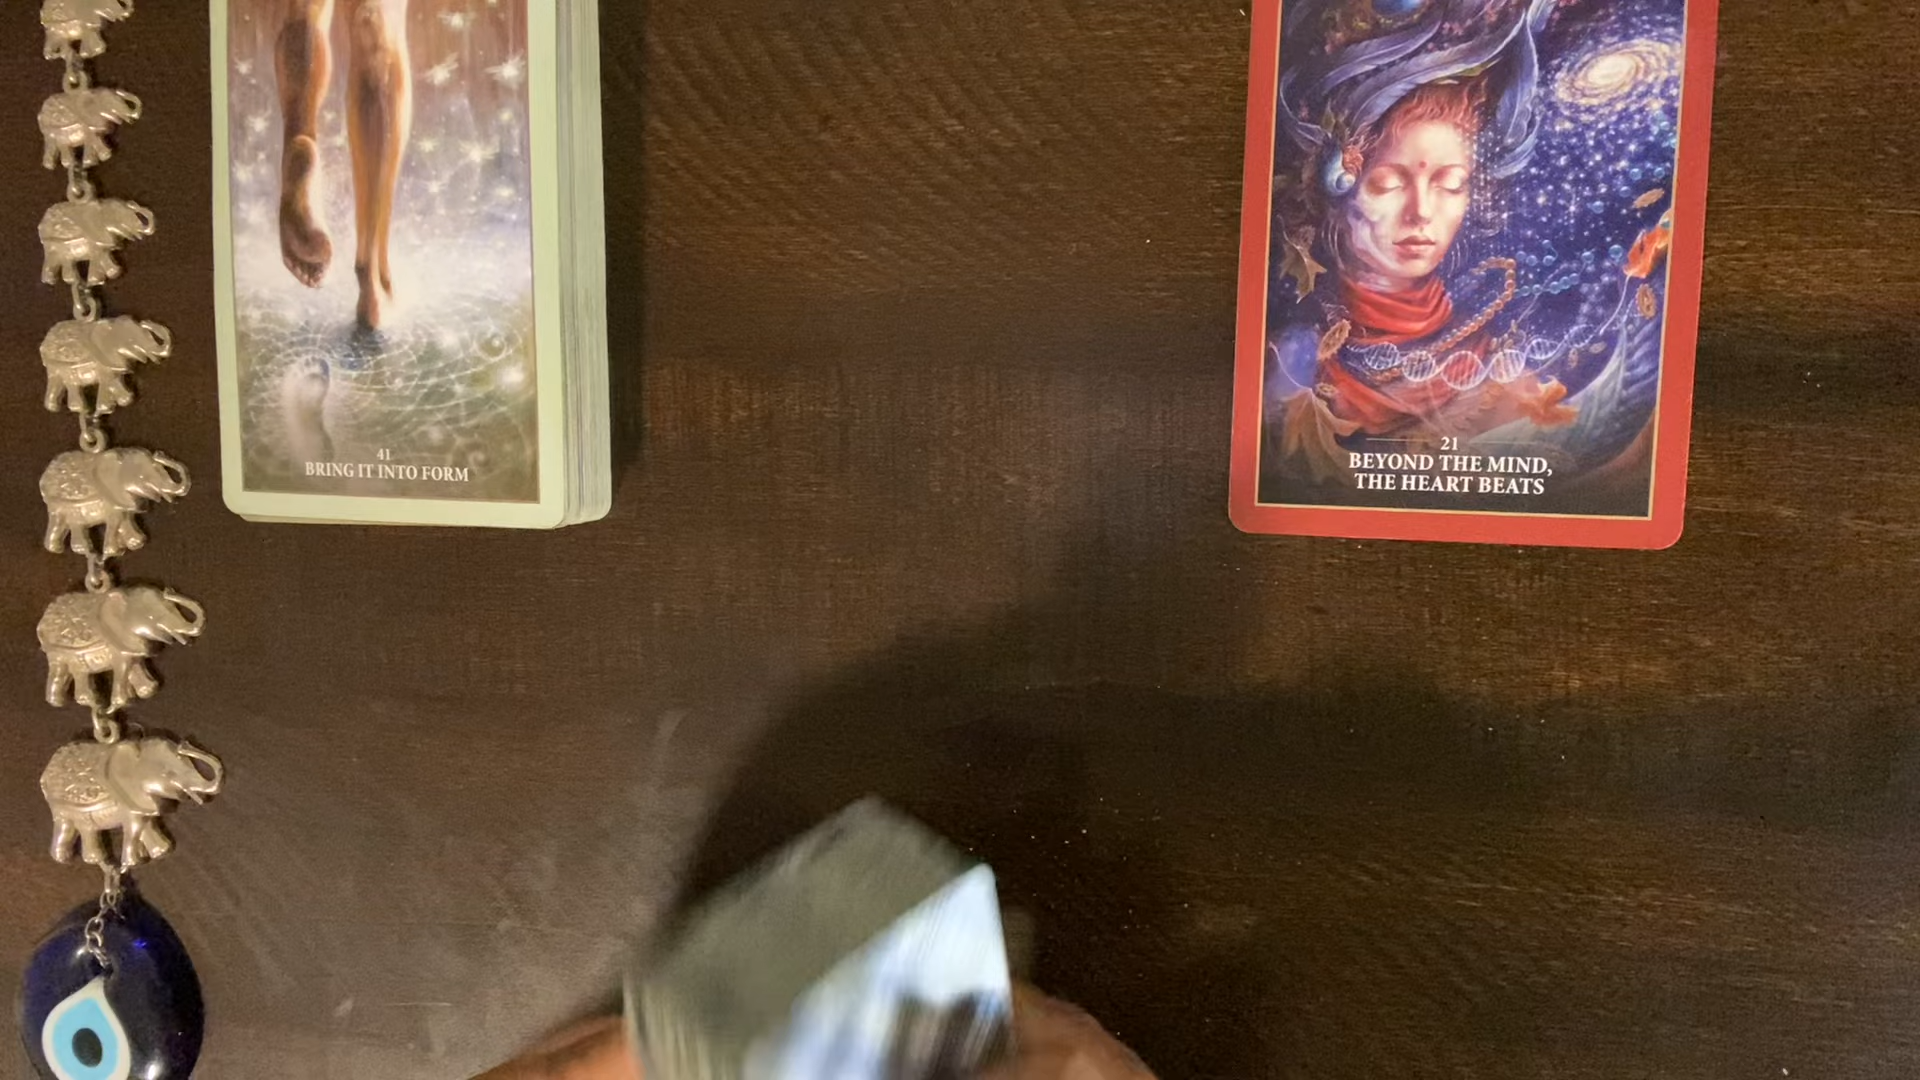 41
BRING IT INTO FORM
21
BEYOND THE MIND,
THE HEART BEATS